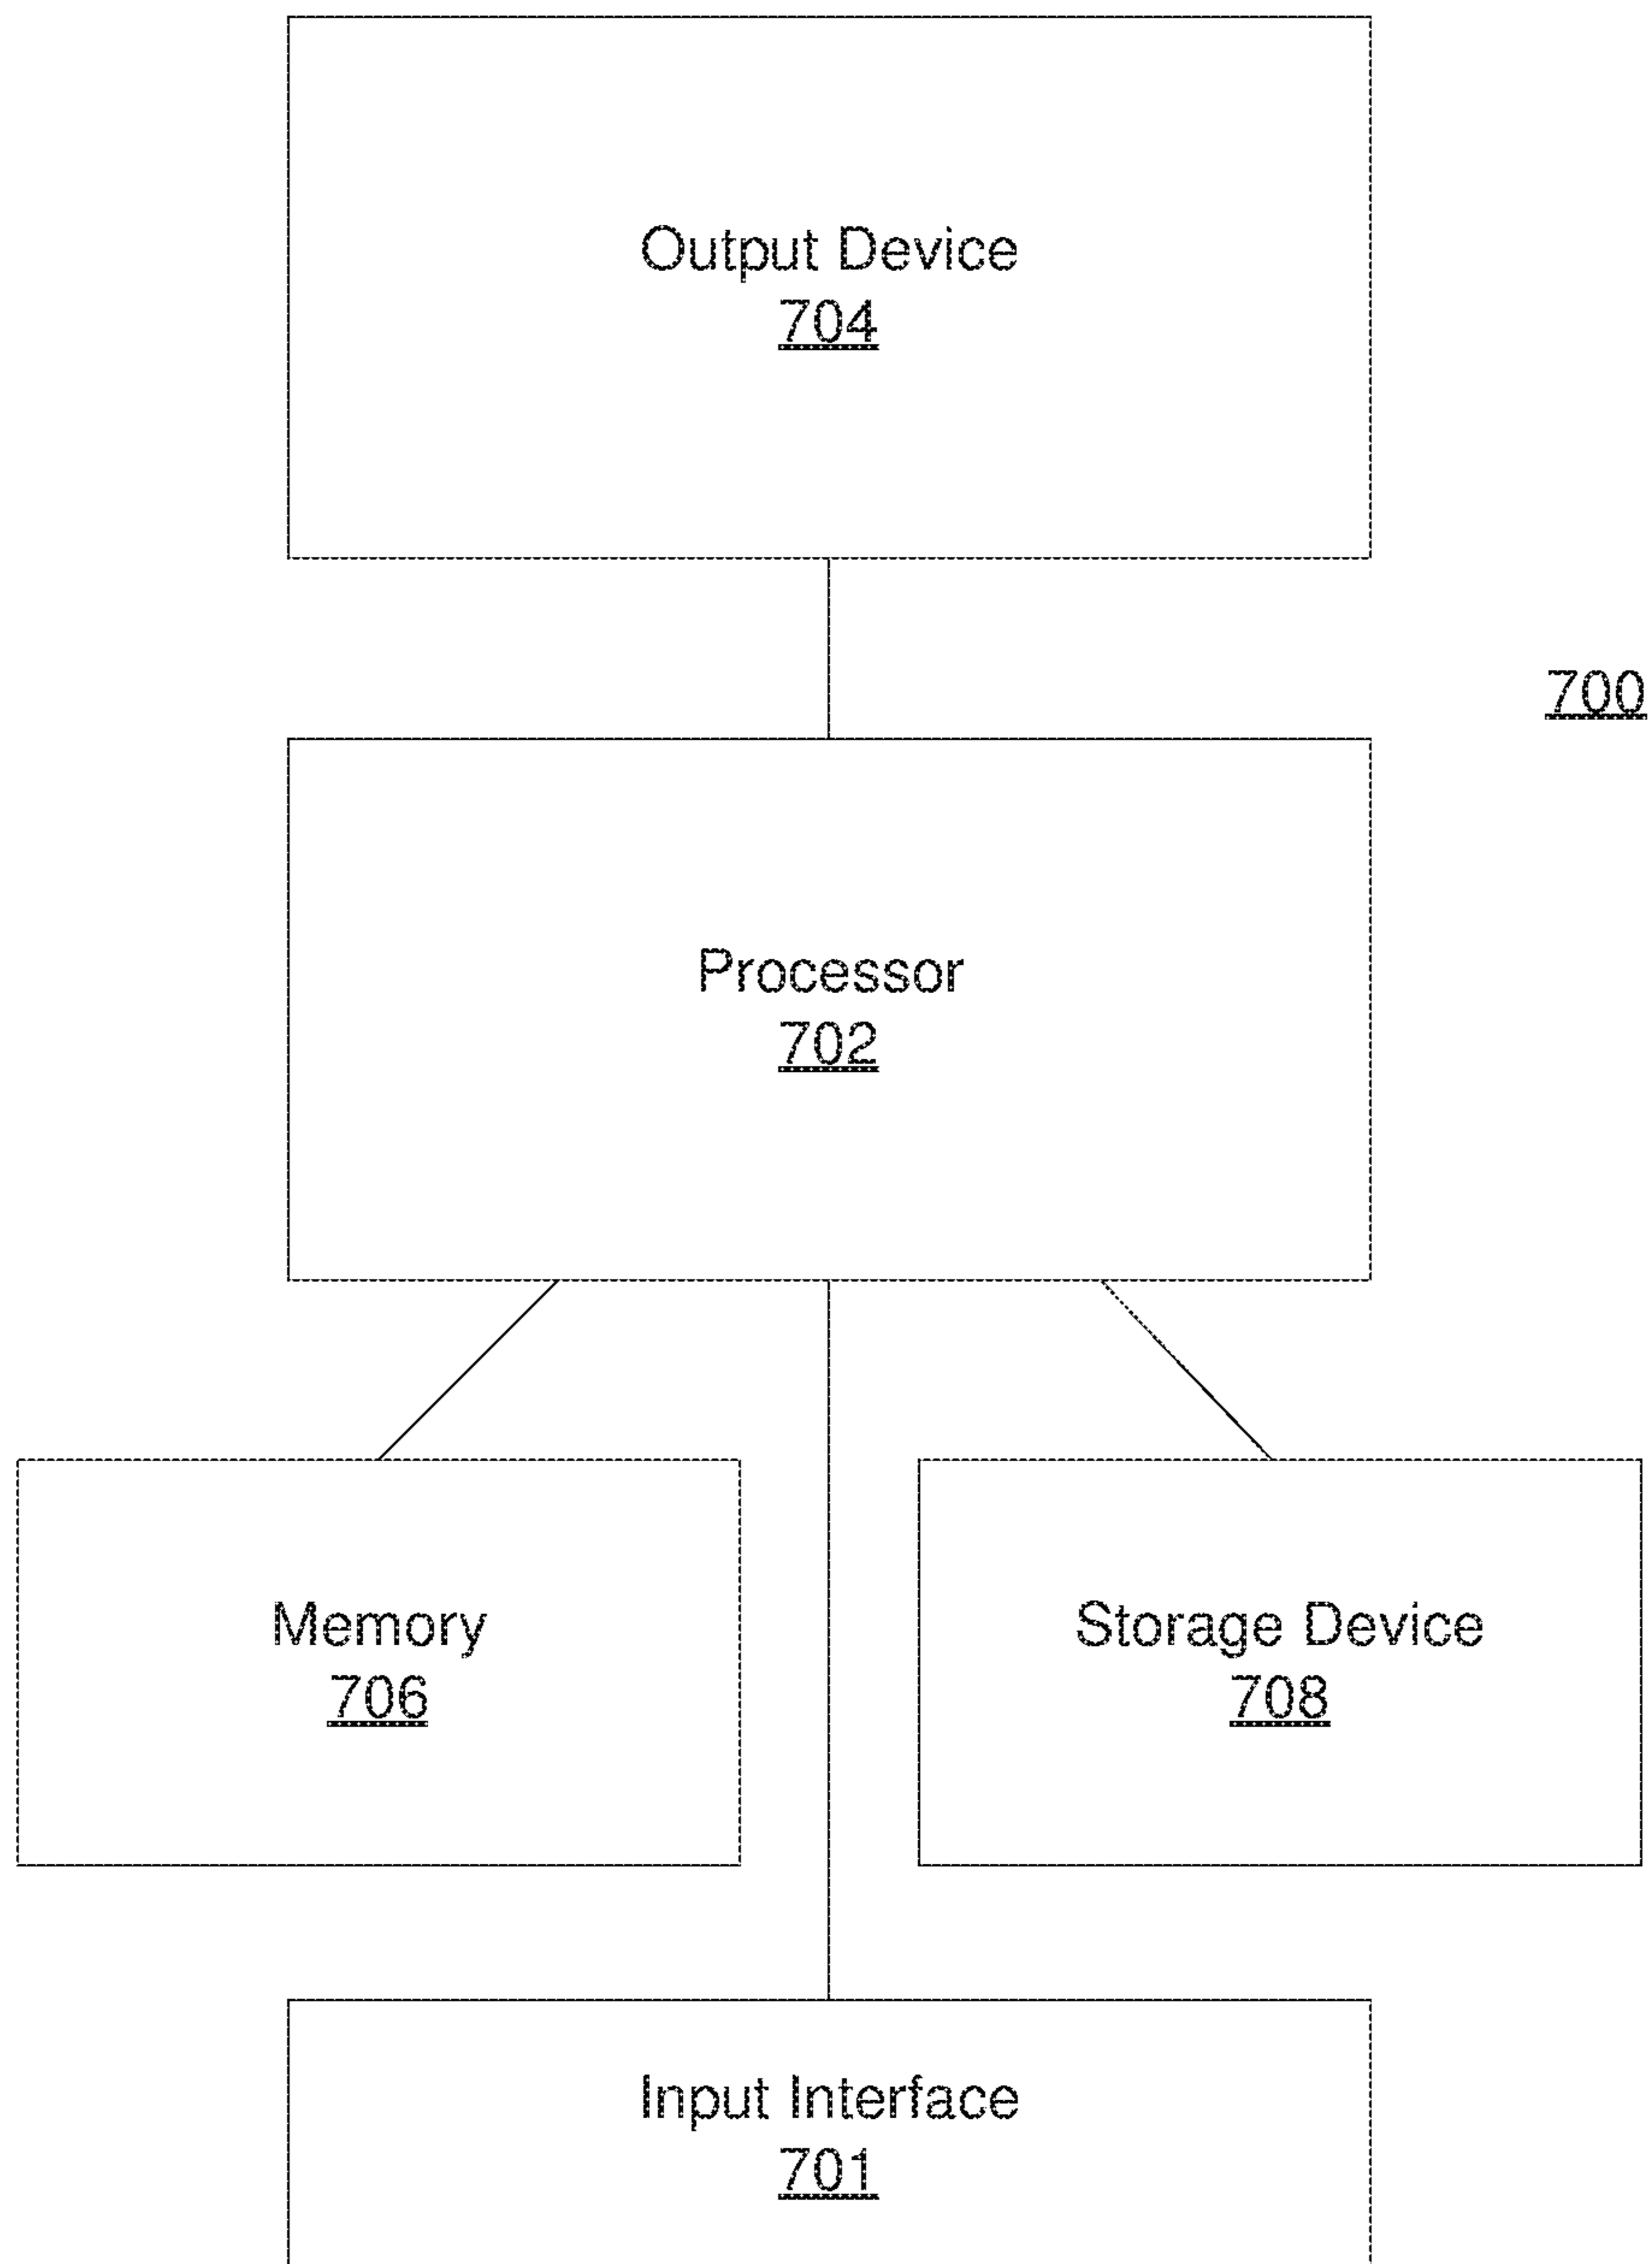 Output Device
704
700
Processor
702
Memory
706
Storage Device
708
Input Interface
701